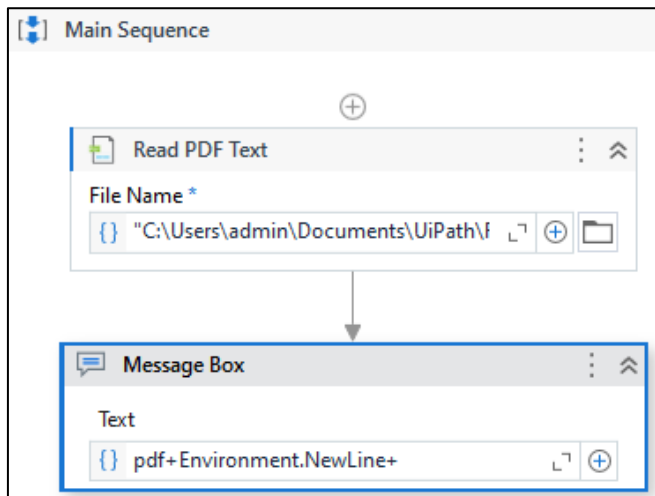 Main Sequence
Read PDF Text
File Name *
"C:\Users\admin\Documents\UiPath\F
Message Box
Text
pdf+Environment.NewLine+